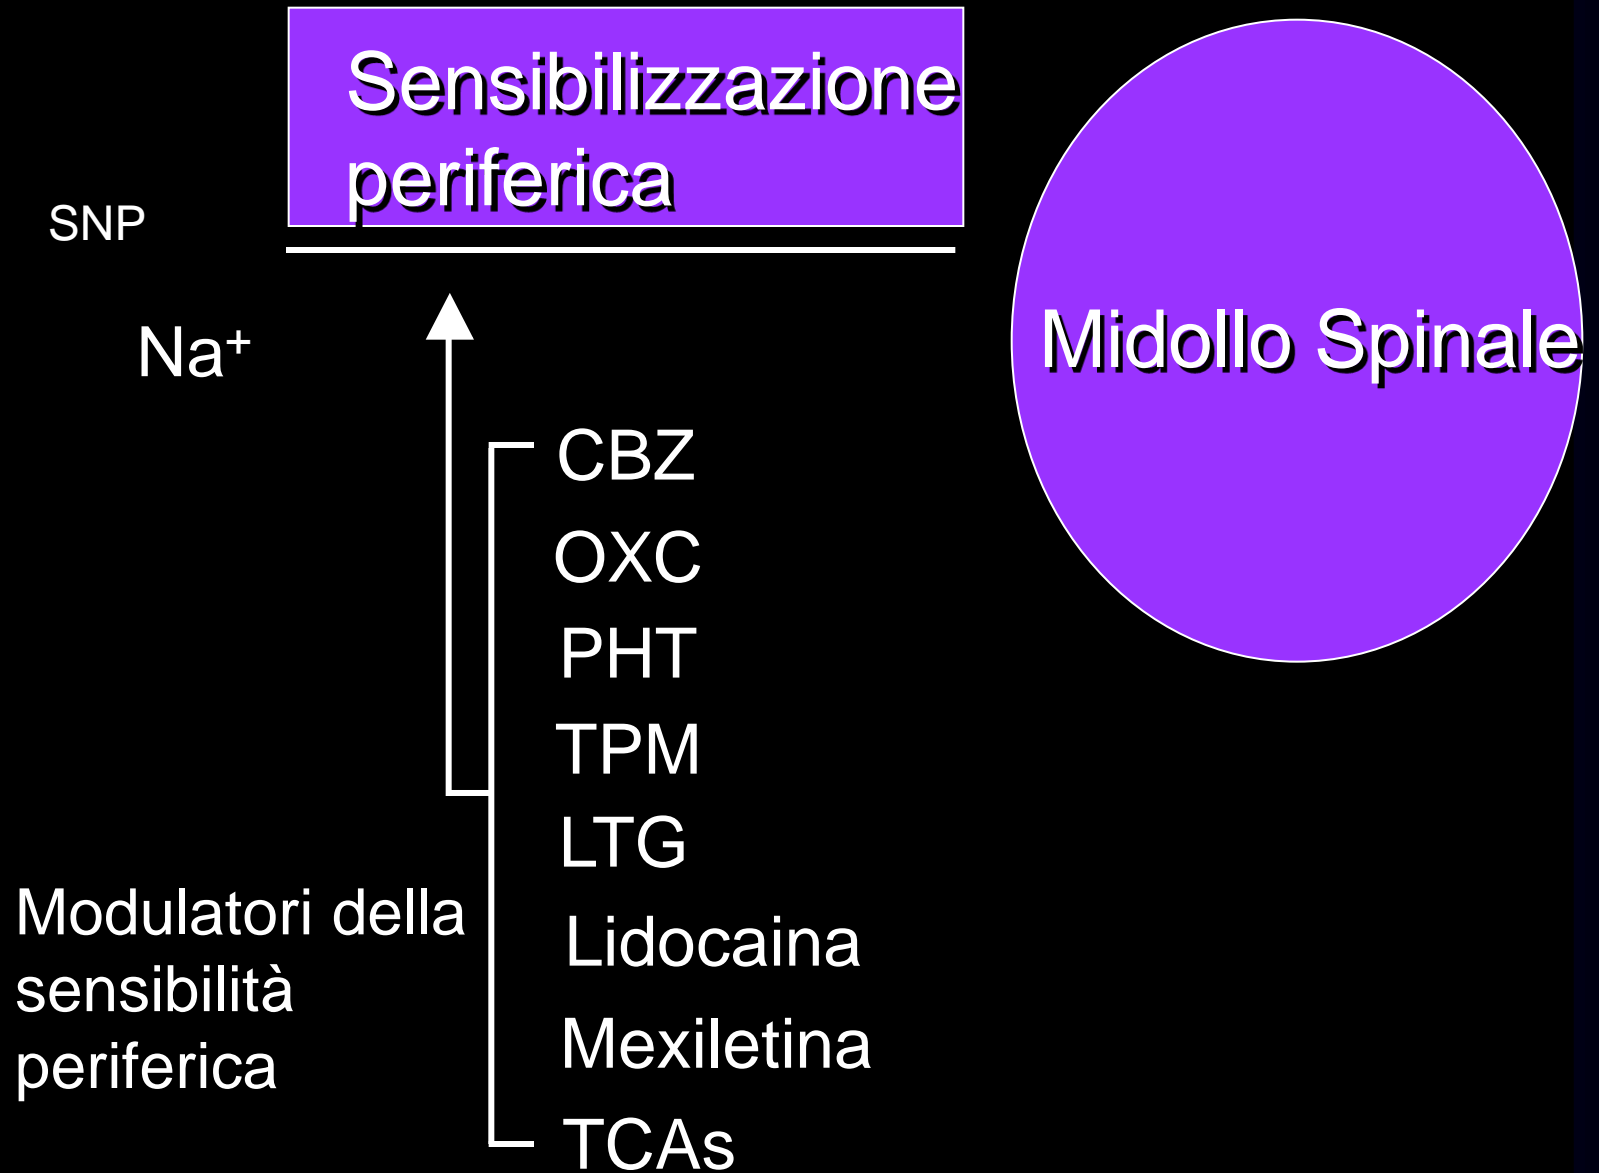 Sensibilizzazione
periferica
SNP
Na⁺
Midollo Spinale
CBZ
OXC
PHT
TPM
LTG
Lidocaina
Mexiletina
TCAs
Modulatori della
sensibilità
periferica